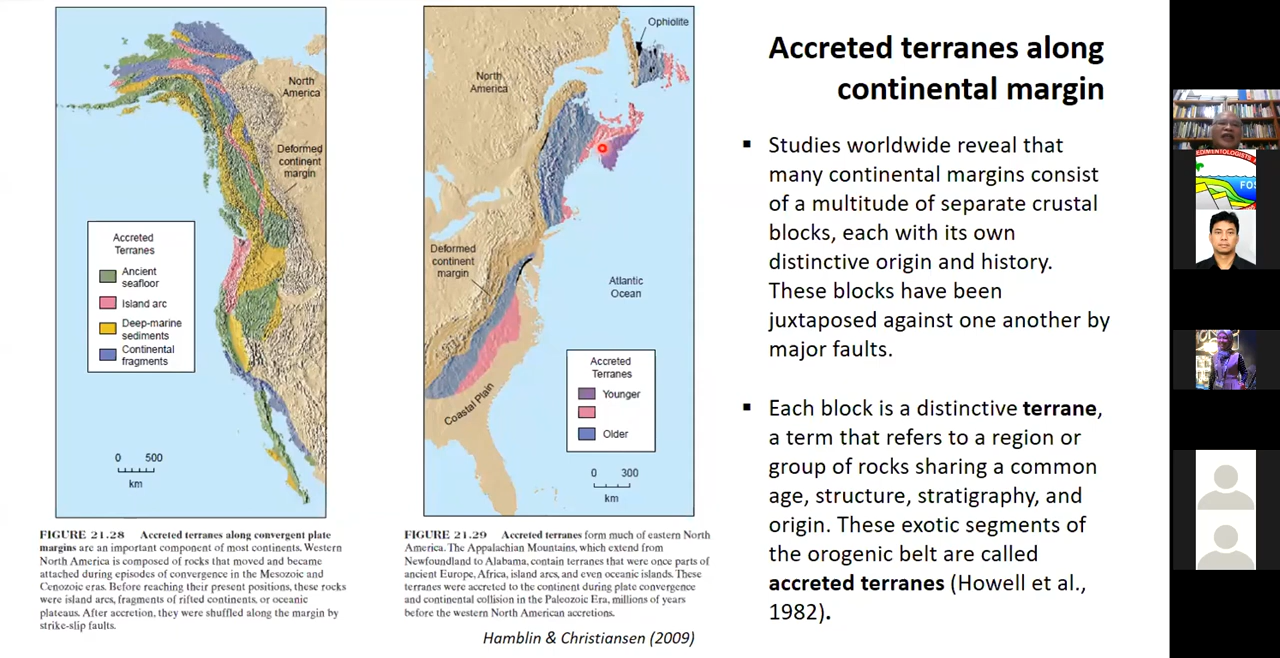 North
America
Deformed
continent
margin
Accreted
Terranes
Ancient
seafloor
Island arc
Deep-marine
sediments
Continental
fragments
0 500
km
FIGURE 21.28 Accreted terranes along convergent plate
margins are an important component of most continents. Western
North America is composed of rocks that moved and became
attached during episodes of convergence in the Mesozoic and
Cenozoic eras. Before reaching their present positions, these rocks
were island arcs, fragments of rifted continents, or oceanic
plateaus. After accretion, they were shuffled along the margin by
strike-slip faults.
Ophiolite
North
America
Deformed
continent
margin
Atlantic
Ocean
Coastal Plain
Accreted
Terranes
Younger
Older
0 300
km
FIGURE 21.29 Accreted terranes form much of eastern North
America. The Appalachian Mountains, which extend from
Newfoundland to Alabama, contain terranes that were once parts of
ancient Europe, Africa, island arcs, and even oceanic islands. These
terranes were accreted to the continent during plate convergence
and continental collision in the Paleozoic Era, millions of years
before the western North American accretions.
Hamblin & Christiansen (2009)
Accreted terranes along
continental margin
▪ Studies worldwide reveal that
many continental margins consist
of a multitude of separate crustal
blocks, each with its own
distinctive origin and history.
These blocks have been
juxtaposed against one another by
major faults.
▪ Each block is a distinctive terrane,
a term that refers to a region or
group of rocks sharing a common
age, structure, stratigraphy, and
origin. These exotic segments of
the orogenic belt are called
accreted terranes (Howell et al.,
1982).
EDIMENTOLOGISTS
FOS